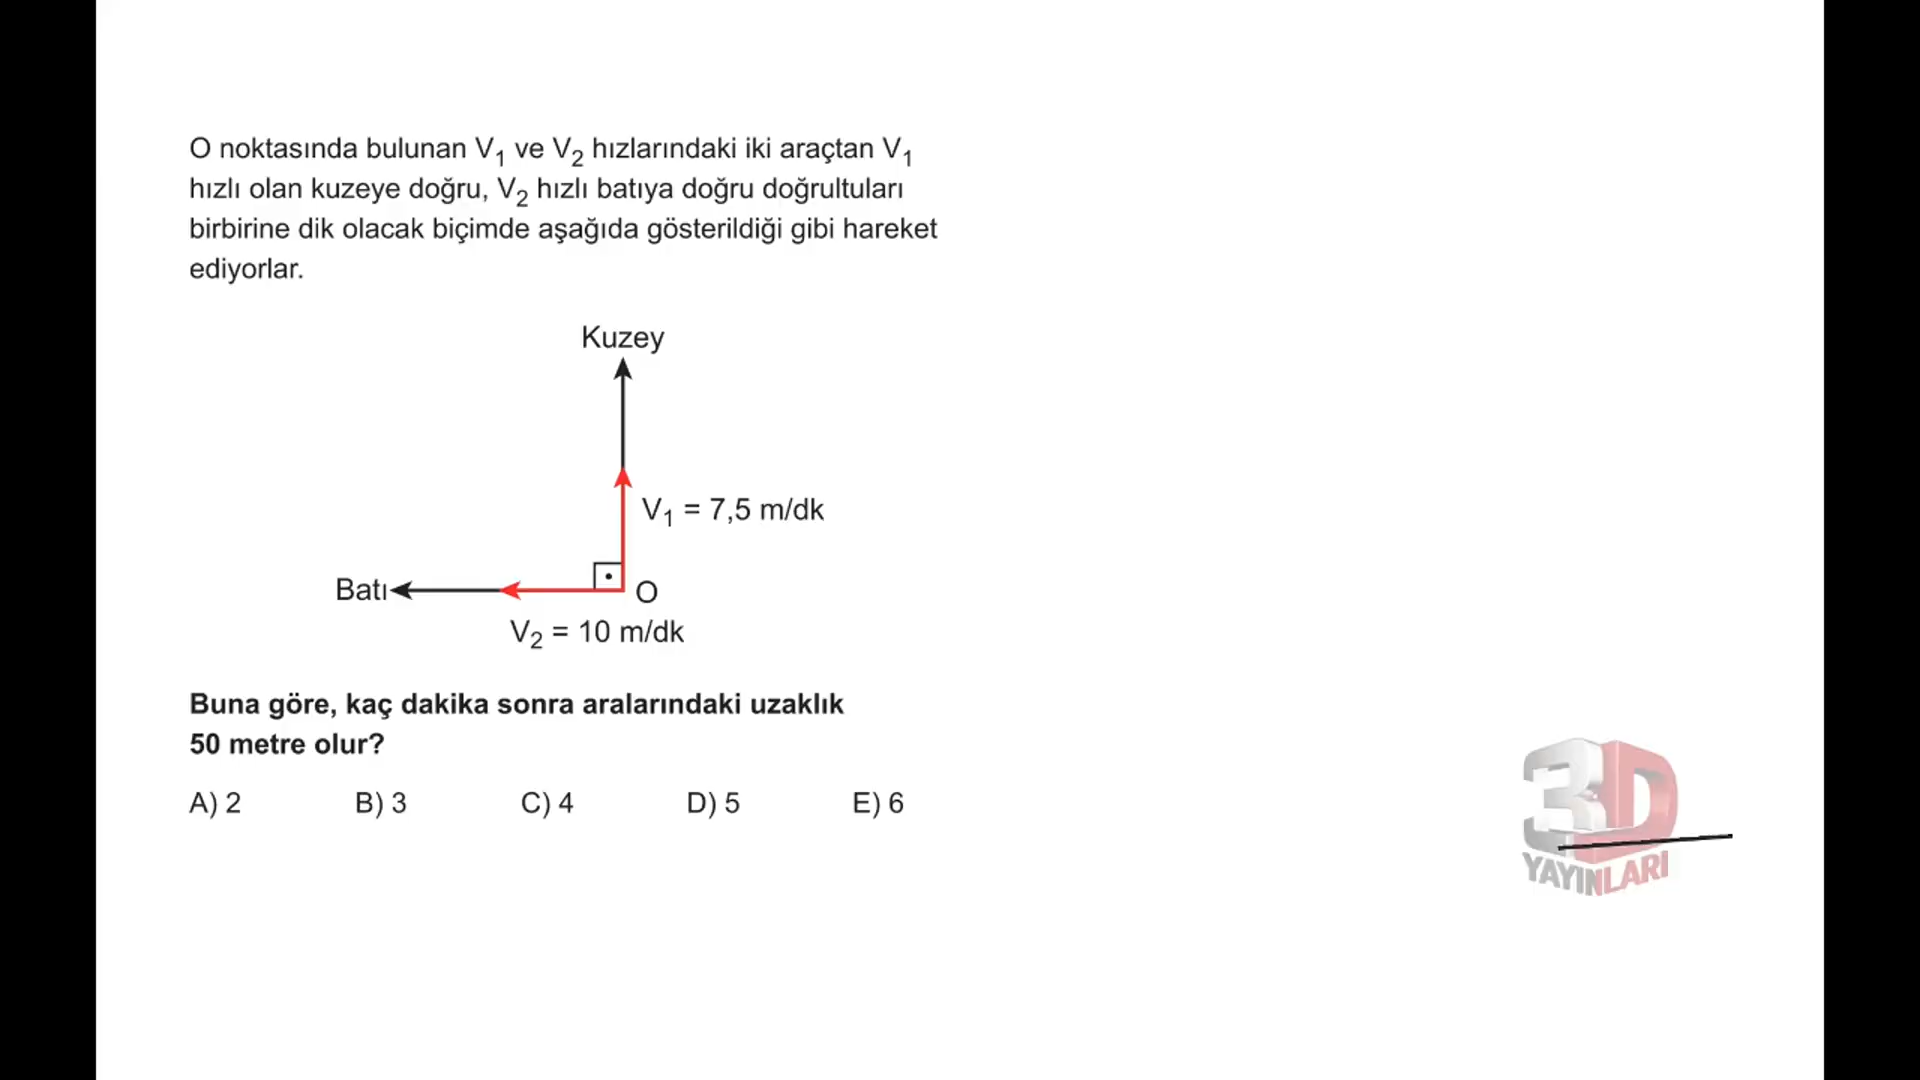 O noktasında bulunan V₁ ve V₂ hızlarındaki iki araçtan V₁
hızlı olan kuzeye doğru, V₂ hızlı batıya doğru doğrultuları
birbirine dik olacak biçimde aşağıda gösterildiği gibi hareket
ediyorlar.
Kuzey
V₁ = 7,5 m/dk
Batı
O
V₂ = 10 m/dk
Buna göre, kaç dakika sonra aralarındaki uzaklık
50 metre olur?
A) 2 B) 3 C) 4 D) 5 E) 6
3D
YAYINLARI